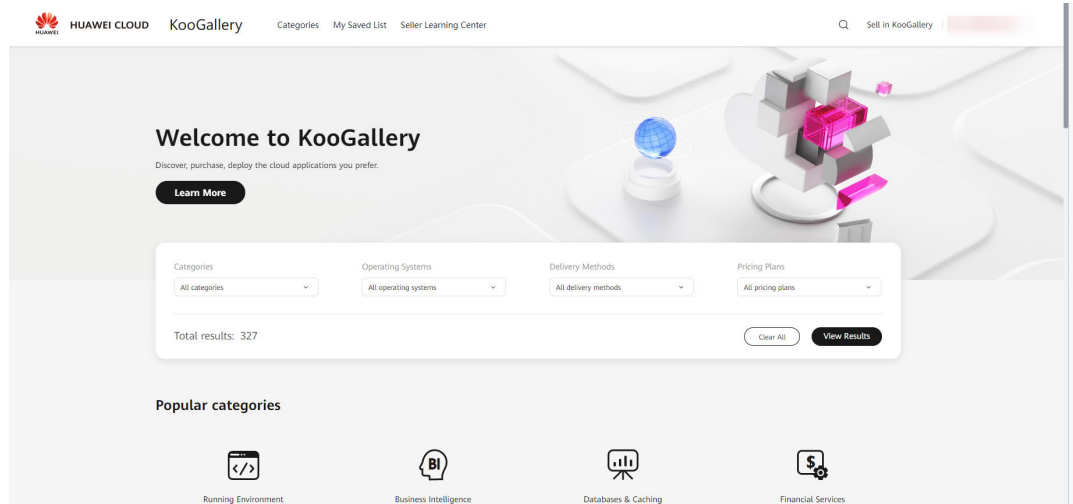 HUAWEI
HUAWEI CLOUD
KooGallery
Categories
My Saved List
Seller Learning Center
Sell in KooGallery
Welcome to KooGallery
Discover, purchase, deploy the cloud applications you prefer.
Learn More
Categories
Operating Systems
Delivery Methods
Pricing Plans
All categories
All operating systems
All delivery methods
All pricing plans
Total results: 327
Clear All
View Results
Popular categories
</>
BI
$
Running Environment
Business Intelligence
Databases & Caching
Financial Services